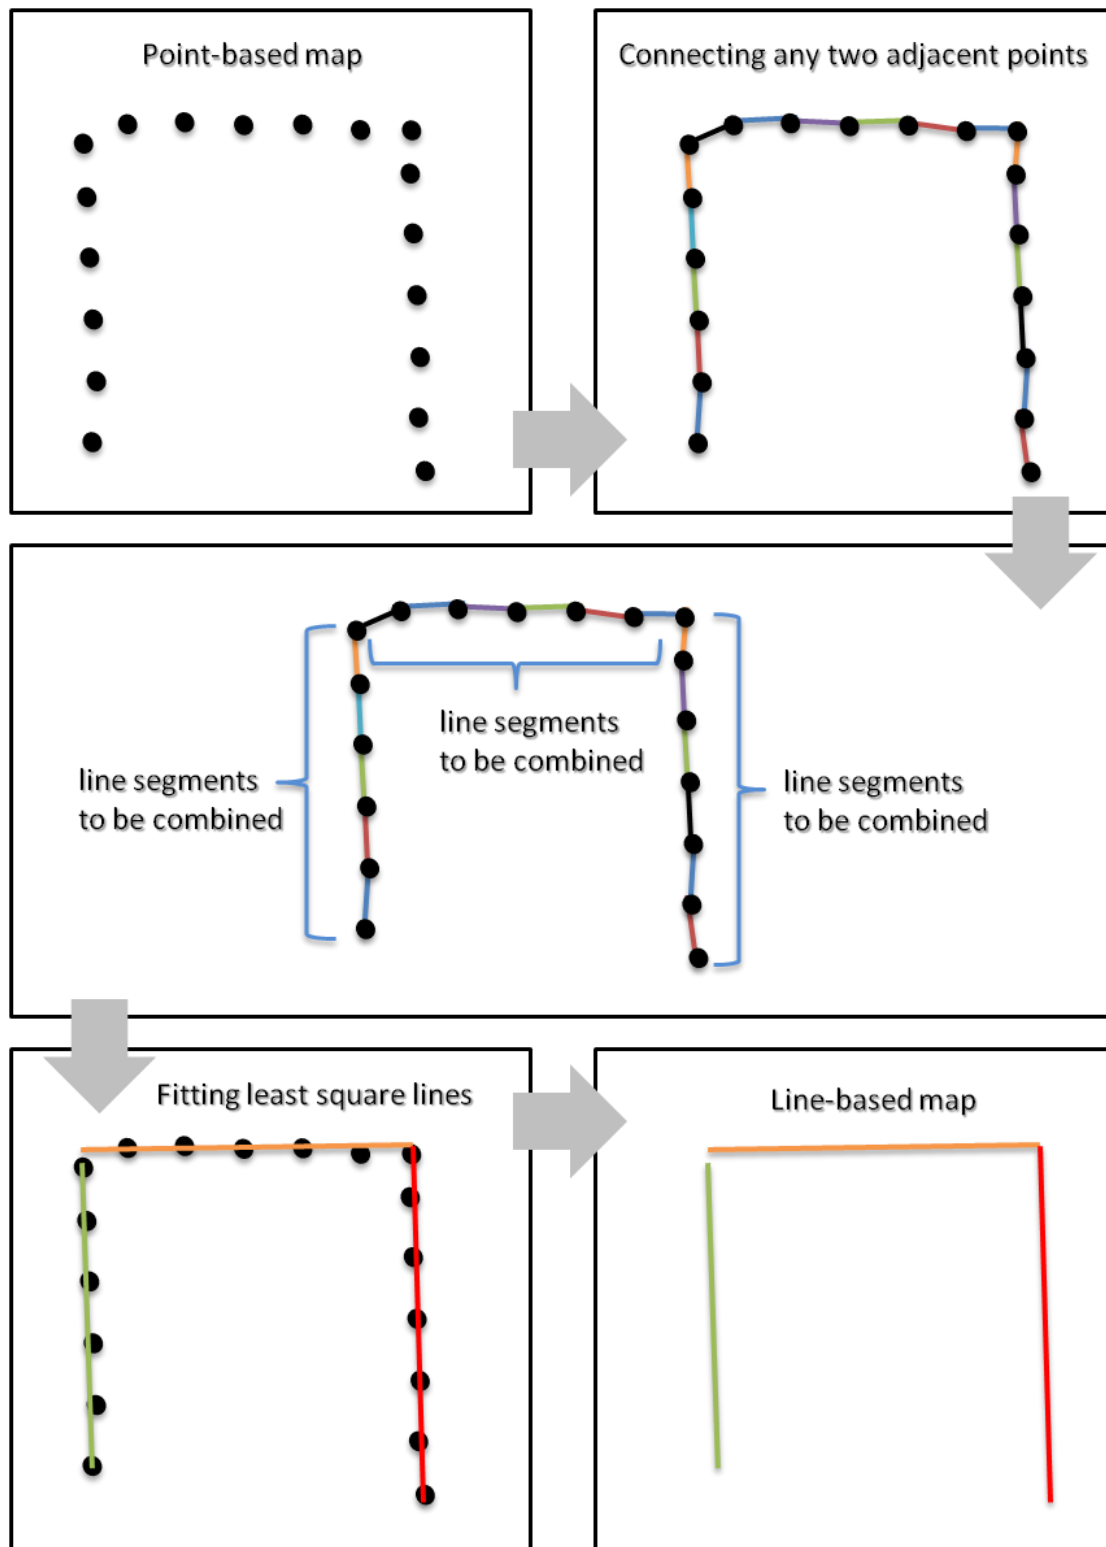 Point-based map
Connecting any two adjacent points
line segments
to be combined
line segments
to be combined
line segments
to be combined
Fitting least square lines
Line-based map